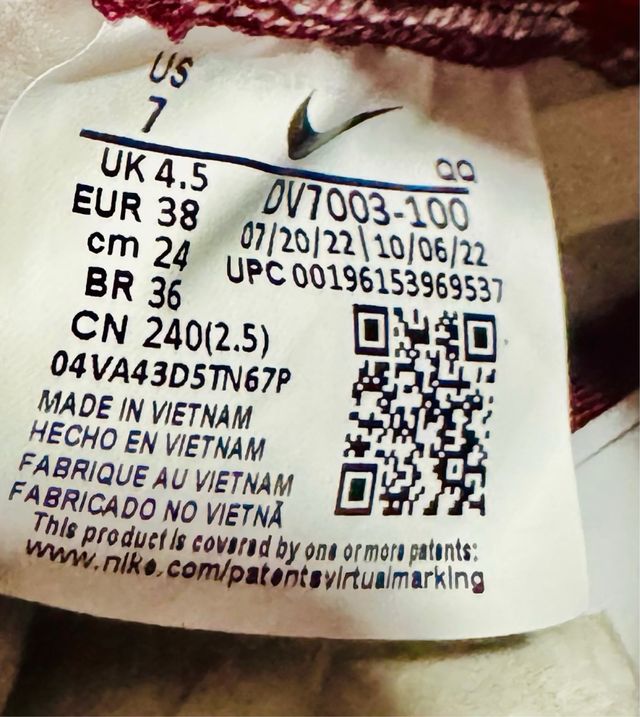 US
7
QQ
UK 4.5
EUR 38
cm 24
BR 36
CN 240(2.5)
DV7003-100
07/20/22|10/06/22
UPC 00196153969537
04VA43D5TN67P
MADE IN VIETNAM
HECHO EN VIETNAM
FABRIQUE AU VIETNAM
FABRICADO NO VIETNÃ
This product is covered by one or more patents:
www.nike.com/patentsvirtualmarking